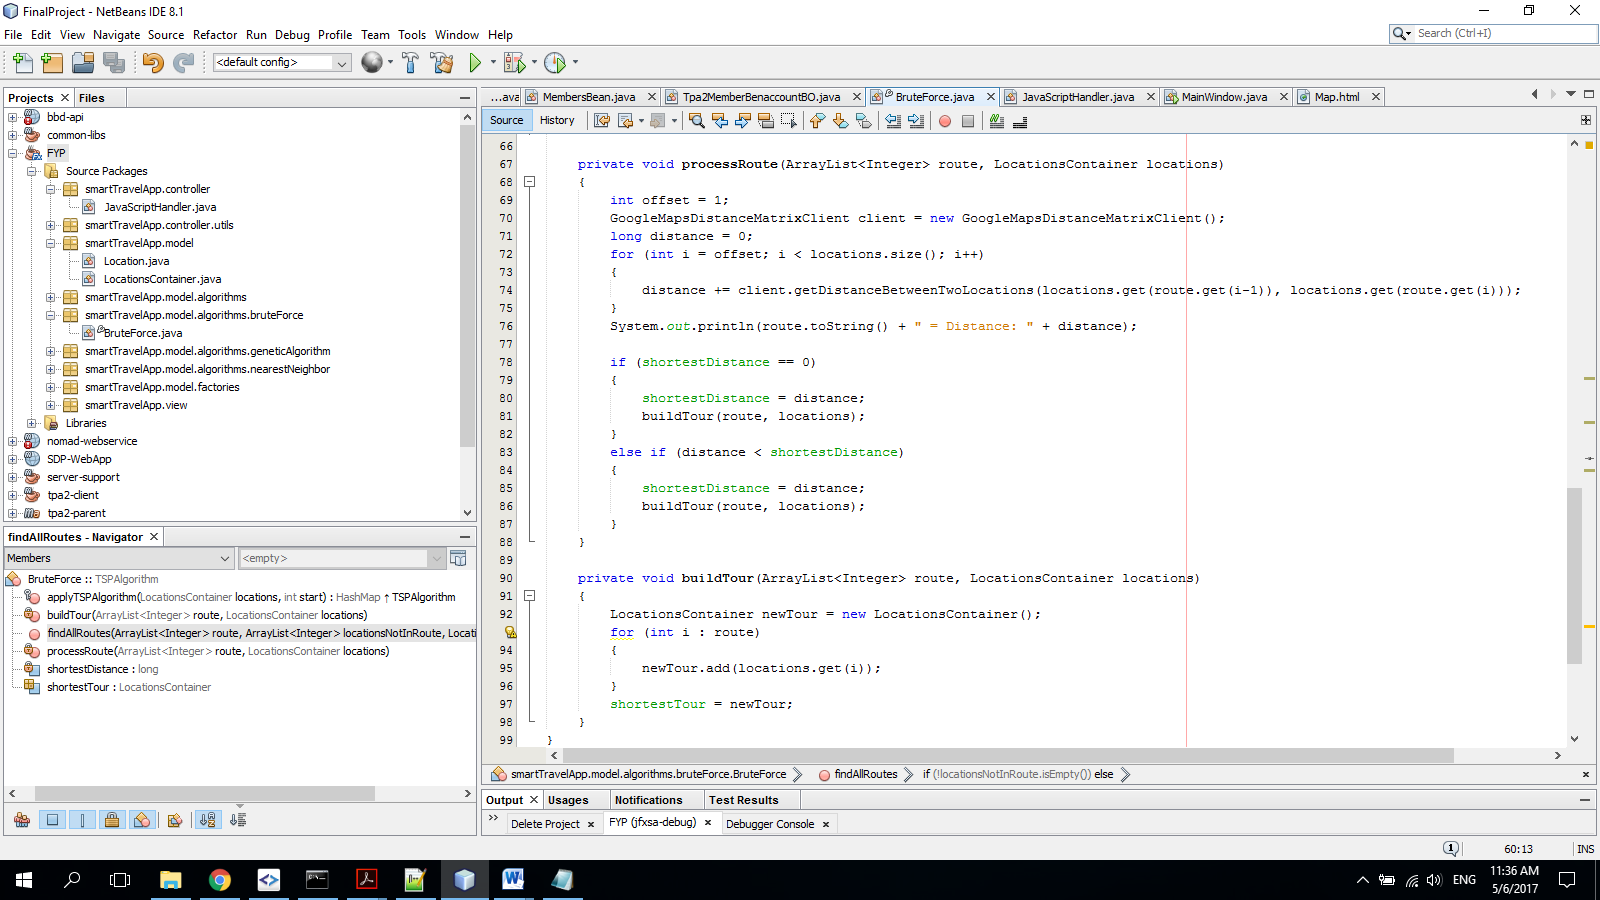 FinalProject - NetBeans IDE 8.1
File Edit View Navigate Source Refactor Run Debug Profile Team Tools Window Help
Search (Ctrl+I)
<default config>
Projects
Files
bbd-api
common-libs
FYP
Source Packages
smartTravelApp.controller
JavaScriptHandler.java
smartTravelApp.controller.utils
smartTravelApp.model
Location.java
LocationsContainer.java
smartTravelApp.model.algorithms
smartTravelApp.model.algorithms.bruteForce
BruteForce.java
smartTravelApp.model.algorithms.geneticAlgorithm
smartTravelApp.model.algorithms.nearestNeighbor
smartTravelApp.model.factories
smartTravelApp.view
Libraries
nomad-webservice
SDP-WebApp
server-support
tpa2-client
tpa2-parent
findAllRoutes - Navigator
Members
<empty>
BruteForce :: TSPAlgorithm
applyTSPAlgorithm(LocationsContainer locations, int start) : HashMap ↑ TSPAlgorithm
buildTour(ArrayList<Integer> route, LocationsContainer locations)
findAllRoutes(ArrayList<Integer> route, ArrayList<Integer> locationsNotInRoute, Locati
processRoute(ArrayList<Integer> route, LocationsContainer locations)
shortestDistance : long
shortestTour : LocationsContainer
...ava MembersBean.java Tpa2MemberBenaccountBO.java BruteForce.java JavaScriptHandler.java MainWindow.java Map.html
Source History
66
67 private void processRoute(ArrayList<Integer> route, LocationsContainer locations)
68 {
69 int offset = 1;
70 GoogleMapsDistanceMatrixClient client = new GoogleMapsDistanceMatrixClient();
71 long distance = 0;
72 for (int i = offset; i < locations.size(); i++)
73 {
74 distance += client.getDistanceBetweenTwoLocations(locations.get(route.get(i-1)), locations.get(route.get(i)));
75 }
76 System.out.println(route.toString() + " = Distance: " + distance);
77
78 if (shortestDistance == 0)
79 {
80 shortestDistance = distance;
81 buildTour(route, locations);
82 }
83 else if (distance < shortestDistance)
84 {
85 shortestDistance = distance;
86 buildTour(route, locations);
87 }
88 }
89
90 private void buildTour(ArrayList<Integer> route, LocationsContainer locations)
91 {
92 LocationsContainer newTour = new LocationsContainer();
for (int i : route)
94 {
95 newTour.add(locations.get(i));
96 }
97 shortestTour = newTour;
98 }
99 }
smartTravelApp.model.algorithms.bruteForce.BruteForce findAllRoutes if (!locationsNotInRoute.isEmpty()) else
Output Usages Notifications Test Results
Delete Project FYP (jfxsa-debug) Debugger Console
1 60:13 INS
ENG
11:36 AM
5/6/2017